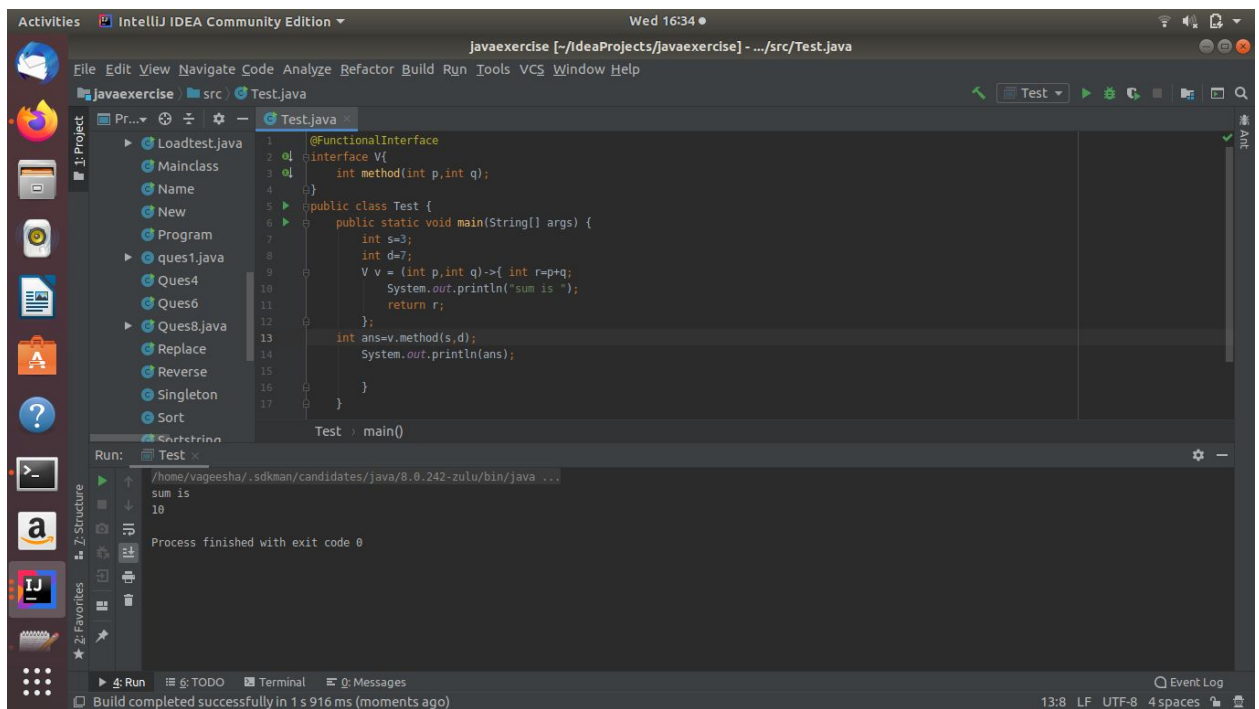 Activities IntelliJ IDEA Community Edition Wed 16:34
javaexercise [~/IdeaProjects/javaexercise] - .../src/Test.java
File Edit View Navigate Code Analyze Refactor Build Run Tools VCS Window Help
javaexercise src Test.java Test
1: Project Pr... Test.java Ant
Loadtest.java
Mainclass
Name
New
Program
ques1.java
Ques4
Ques6
Ques8.java
Replace
Reverse
Singleton
Sort
Sortstring
1 @FunctionalInterface
2 interface V{
3 int method(int p,int q);
4 }
5 public class Test {
6 public static void main(String[] args) {
7 int s=3;
8 int d=7;
9 V v = (int p,int q)->{ int r=p+q;
10 System.out.println("sum is ");
11 return r;
12 };
13 int ans=v.method(s,d);
14 System.out.println(ans);
15
16 }
17 }
Test main()
Run: Test
/home/vageesha/.sdkman/candidates/java/8.0.242-zulu/bin/java ...
sum is
10
Process finished with exit code 0
7: Structure
2: Favorites
4: Run 6: TODO Terminal 0: Messages Event Log
Build completed successfully in 1 s 916 ms (moments ago) 13:8 LF UTF-8 4 spaces